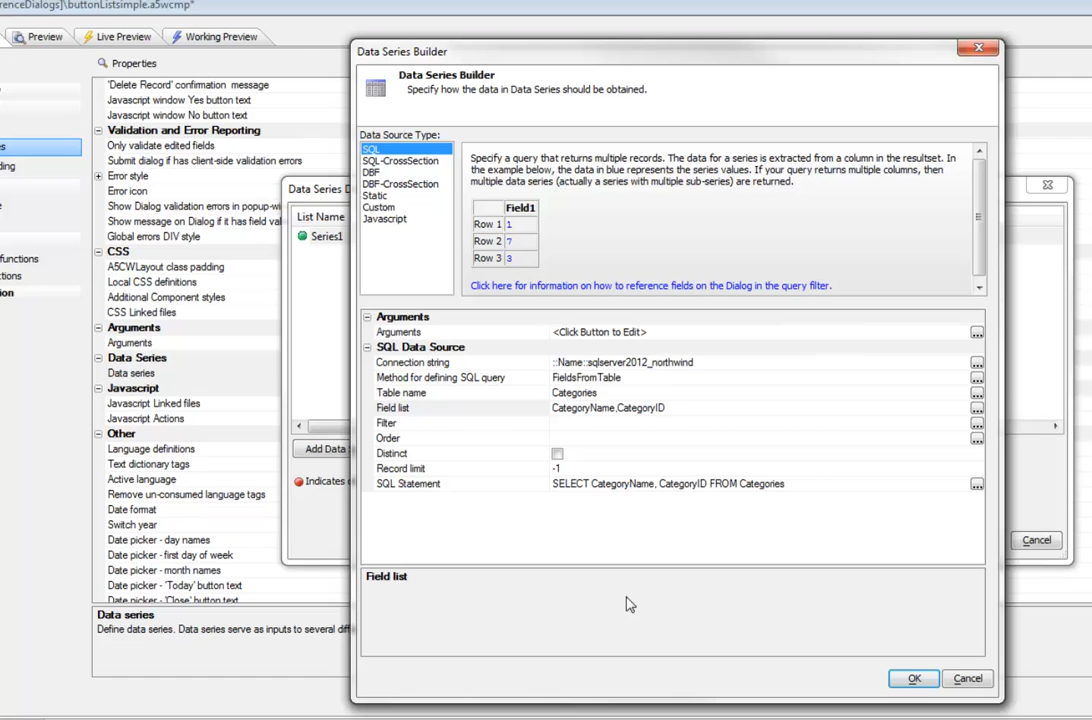 erenceDialogs]\buttonListsimple.a5wcmp*
Preview
Live Preview
Working Preview
Properties
'Delete Record' confirmation message
Javascript window Yes button text
Javascript window No button text
Validation and Error Reporting
Only validate edited fields
Submit dialog if has client-side validation errors
Error style
Error icon
Show Dialog validation errors in popup-wi
Show message on Dialog if it has field val
Global errors DIV style
CSS
A5CWLayout class padding
Local CSS definitions
Additional Component styles
CSS Linked files
Arguments
Arguments
Data Series
Data series
Javascript
Javascript Linked files
Javascript Actions
Other
Language definitions
Text dictionary tags
Active language
Remove un-consumed language tags
Date format
Switch year
Date picker - day names
Date picker - first day of week
Date picker - month names
Date picker - 'Today' button text
Date picker - 'Close' button text
Data series
Define data series. Data series serve as inputs to several dif
es
ding
functions
ctions
on
Data Series D
List Name
Series1
Add Data
Indicates
Cancel
Data Series Builder
Data Series Builder
Specify how the data in Data Series should be obtained.
Data Source Type:
SQL
SQL-CrossSection
DBF
DBF-CrossSection
Static
Custom
Javascript
Specify a query that returns multiple records. The data for a series is extracted from a column in the resultset. In
the example below, the data in blue represents the series values. If your query returns multiple columns, then
multiple data series (actually a series with multiple sub-series) are returned.
Field1
Row 1 1
Row 2 7
Row 3 3
Click here for information on how to reference fields on the Dialog in the query filter.
Arguments
Arguments <Click Button to Edit> ...
SQL Data Source
Connection string ::Name::sqlserver2012_northwind ...
Method for defining SQL query FieldsFromTable ...
Table name Categories ...
Field list CategoryName,CategoryID ...
Filter ...
Order ...
Distinct
Record limit -1
SQL Statement SELECT CategoryName, CategoryID FROM Categories ...
Field list
OK
Cancel